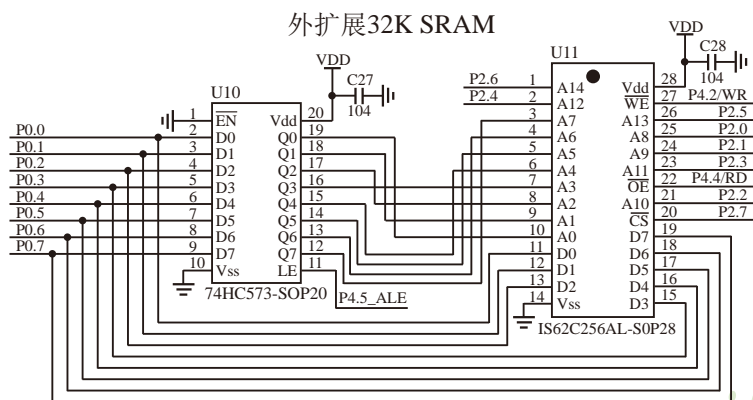 外扩展32K SRAM
VDD
C27
104
U10
1 EN Vdd 20
P0.0 2 D0 Q0 19
P0.1 3 D1 Q1 18
P0.2 4 D2 Q2 17
P0.3 5 D3 Q3 16
P0.4 6 D4 Q4 15
P0.5 7 D5 Q5 14
P0.6 8 D6 Q6 13
P0.7 9 D7 Q7 12
10 Vss LE 11
74HC573-SOP20
P4.5_ALE
VDD
C28
104
U11
P2.6 1 A14 Vdd 28
P2.4 2 A12 WE 27 P4.2/WR
3 A7 A13 26 P2.5
4 A6 A8 25 P2.0
5 A5 A9 24 P2.1
6 A4 A11 23 P2.3
7 A3 OE 22 P4.4/RD
8 A2 A10 21 P2.2
9 A1 CS 20 P2.7
10 A0 D7 19
11 D0 D6 18
12 D1 D5 17
13 D2 D4 16
14 Vss D3 15
IS62C256AL-S0P28